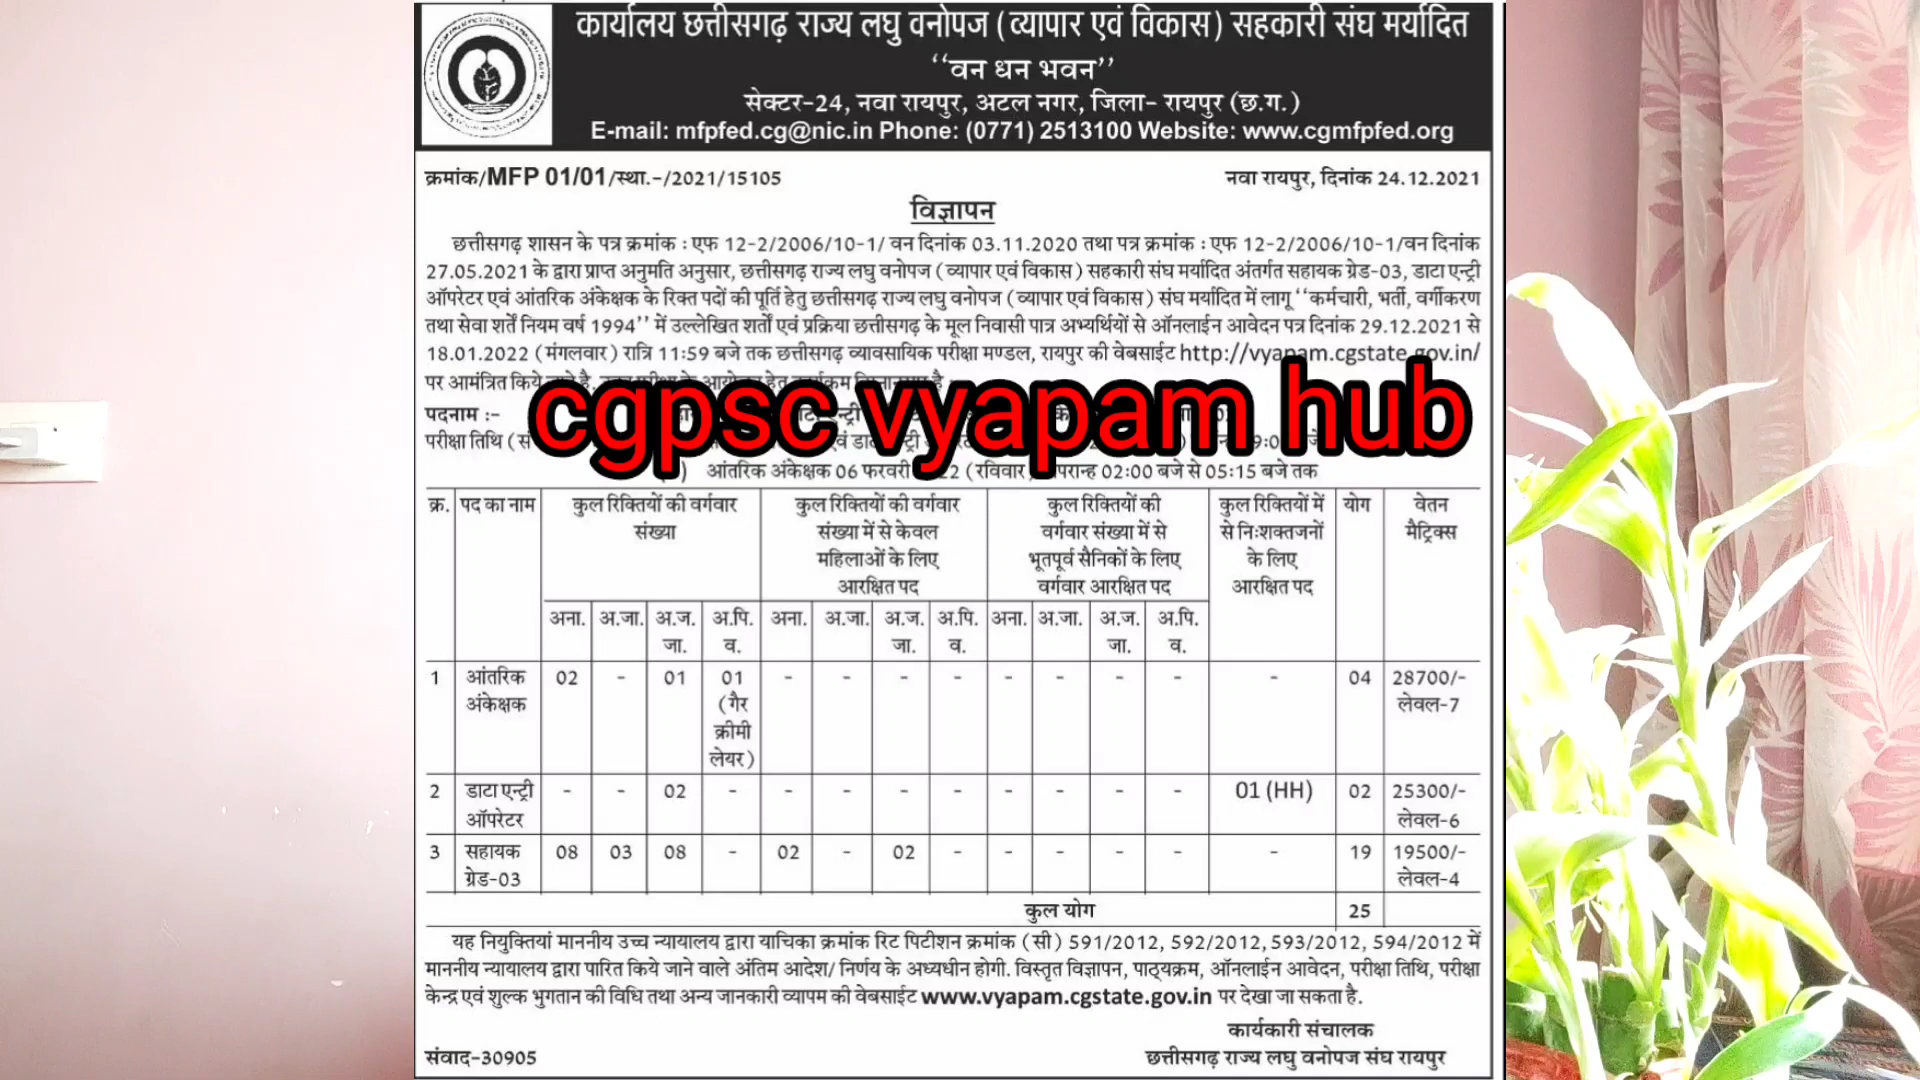 कार्यालय छत्तीसगढ़ राज्य लघु वनोपज (व्यापार एवं विकास) सहकारी संघ मर्यादित
‘‘वन धन भवन’’
सेक्टर-24, नवा रायपुर, अटल नगर, जिला- रायपुर (छ.ग.)
E-mail: mfpfed.cg@nic.in Phone: (0771) 2513100 Website: www.cgmfpfed.org
क्रमांक/MFP 01/01/स्था.-/2021/15105 नवा रायपुर, दिनांक 24.12.2021
विज्ञापन
छत्तीसगढ़ शासन के पत्र क्रमांक : एफ 12-2/2006/10-1/ वन दिनांक 03.11.2020 तथा पत्र क्रमांक : एफ 12-2/2006/10-1/वन दिनांक
27.05.2021 के द्वारा प्राप्त अनुमति अनुसार, छत्तीसगढ़ राज्य लघु वनोपज (व्यापार एवं विकास) सहकारी संघ मर्यादित अंतर्गत सहायक ग्रेड-03, डाटा एन्ट्री
ऑपरेटर एवं आंतरिक अंकेक्षक के रिक्त पदों की पूर्ति हेतु छत्तीसगढ़ राज्य लघु वनोपज (व्यापार एवं विकास) संघ मर्यादित में लागू ‘‘कर्मचारी, भर्ती, वर्गीकरण
तथा सेवा शर्तें नियम वर्ष 1994’’ में उल्लेखित शर्तों एवं प्रक्रिया छत्तीसगढ़ के मूल निवासी पात्र अभ्यर्थियों से ऑनलाईन आवेदन पत्र दिनांक 29.12.2021 से
18.01.2022 (मंगलवार) रात्रि 11:59 बजे तक छत्तीसगढ़ व्यावसायिक परीक्षा मण्डल, रायपुर की वेबसाईट http://vyapam.cgstate.gov.in/
पर आमंत्रित किये
cgpsc vyapam hub
पदनाम :-
परीक्षा तिथि
आंतरिक अंकेक्षक 06 फरवरी (रविवार) 02:00 बजे से 05:15 बजे तक
क्र. पद का नाम कुल रिक्तियों की वर्गवार संख्या कुल रिक्तियों की वर्गवार संख्या में से केवल महिलाओं के लिए आरक्षित पद कुल रिक्तियों की वर्गवार संख्या में से भूतपूर्व सैनिकों के लिए वर्गवार आरक्षित पद कुल रिक्तियों में से निःशक्तजनों के लिए आरक्षित पद योग वेतन मैट्रिक्स
अना. अ.जा. अ.ज.जा. अ.पि.व. अना. अ.जा. अ.ज.जा. अ.पि.व. अना. अ.जा. अ.ज.जा. अ.पि.व.
1 आंतरिक अंकेक्षक 02 - 01 01 (गैर क्रीमी लेयर) - - - - - - - - - 04 28700/- लेवल-7
2 डाटा एन्ट्री ऑपरेटर - - 02 - - - - - - - - - 01 (HH) 02 25300/- लेवल-6
3 सहायक ग्रेड-03 08 03 08 - 02 - 02 - - - - - - 19 19500/- लेवल-4
कुल योग 25
यह नियुक्तियां माननीय उच्च न्यायालय द्वारा याचिका क्रमांक रिट पिटीशन क्रमांक (सी) 591/2012, 592/2012, 593/2012, 594/2012 में
माननीय न्यायालय द्वारा पारित किये जाने वाले अंतिम आदेश/ निर्णय के अध्यधीन होगी. विस्तृत विज्ञापन, पाठ्यक्रम, ऑनलाईन आवेदन, परीक्षा तिथि, परीक्षा
केन्द्र एवं शुल्क भुगतान की विधि तथा अन्य जानकारी व्यापम की वेबसाईट www.vyapam.cgstate.gov.in पर देखा जा सकता है.
कार्यकारी संचालक
संवाद-30905 छत्तीसगढ़ राज्य लघु वनोपज संघ रायपुर